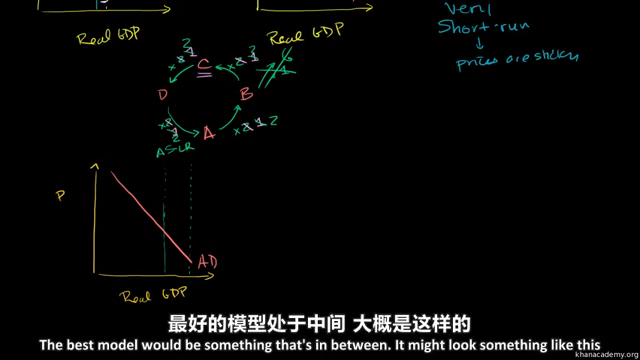 Very
Short-run
prices are sticky
Real GDP
Real GDP
C
D
B
A
ASLR
P
AD
Real GDP
最好的模型处于中间 大概是这样的
The best model would be something that's in between. It might look something like this
khanacademy.org